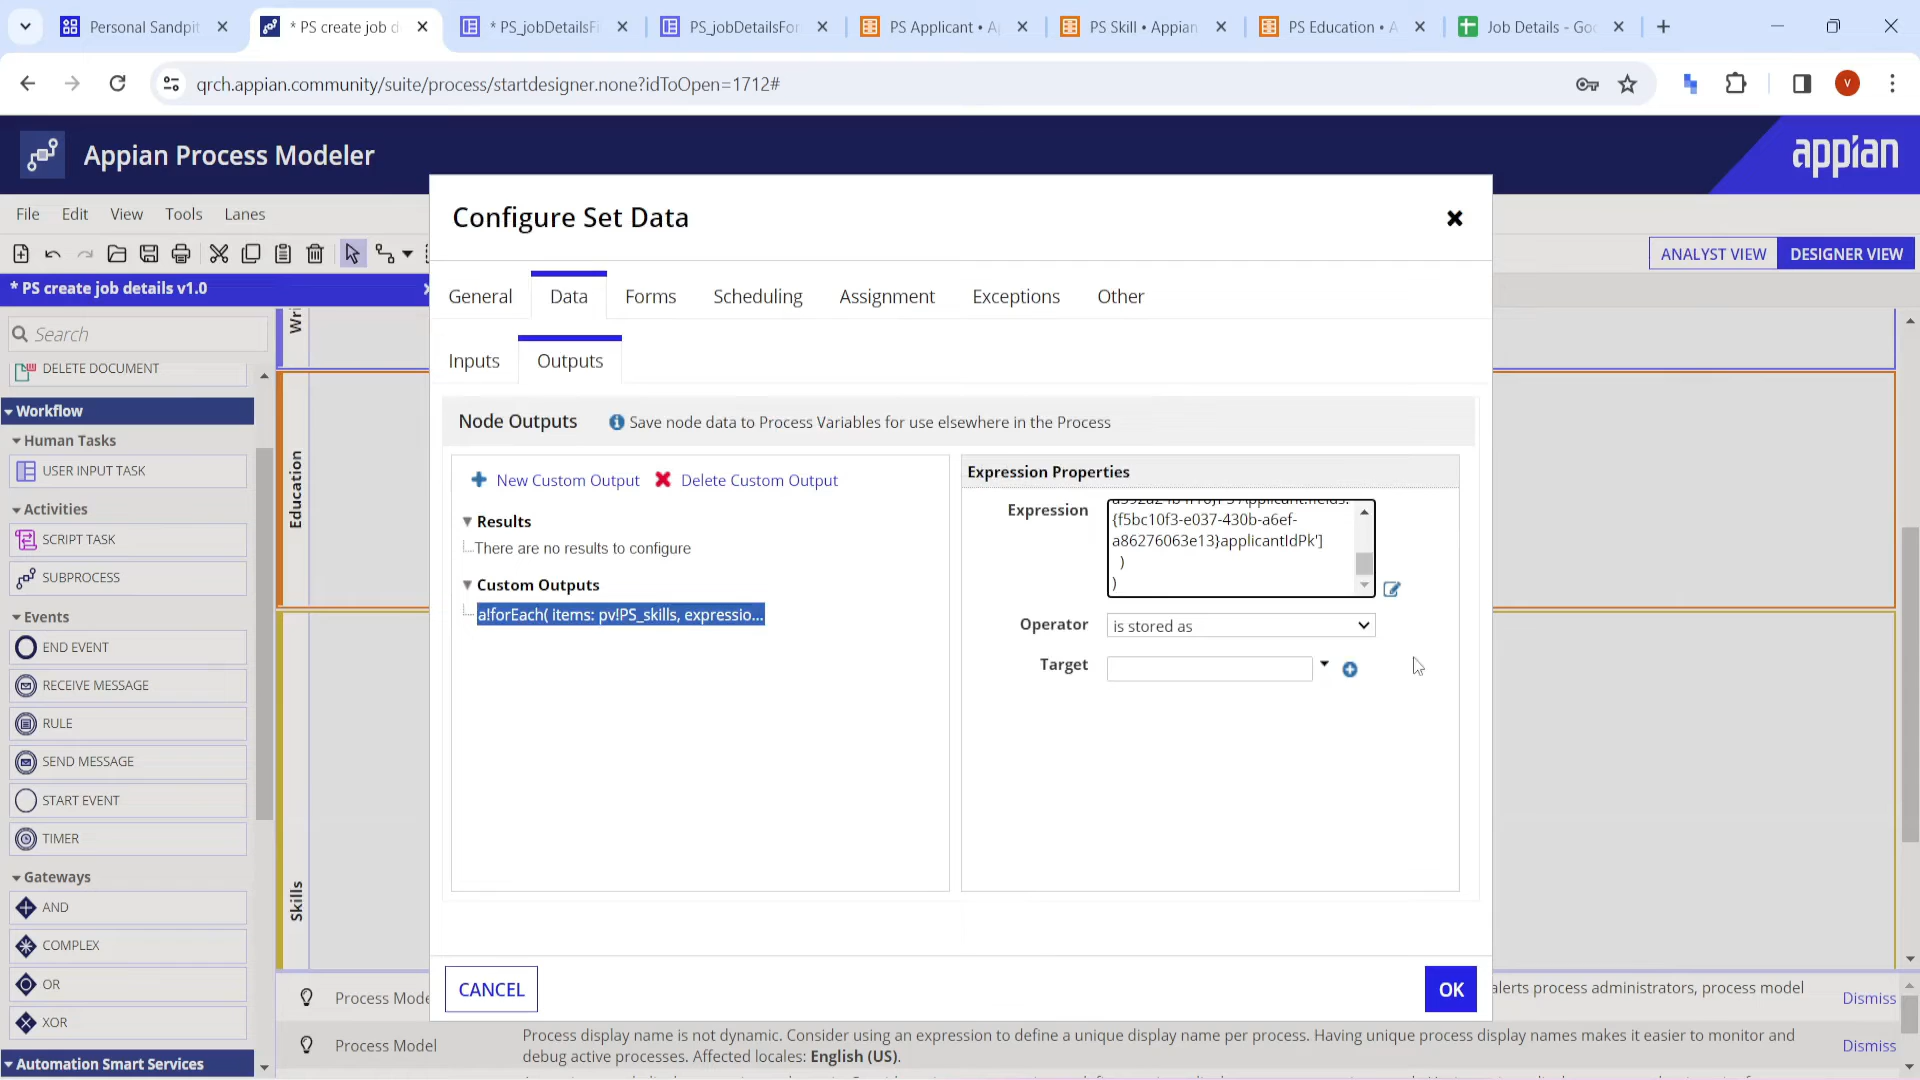 Personal Sandpit
* PS create job d
* PS_jobDetailsF
PS_jobDetailsFor
PS Applicant • A
PS Skill • Appian
PS Education • A
Job Details - Goo
qrch.appian.community/suite/process/startdesigner.none?idToOpen=1712#
V
Appian Process Modeler
appian
File
Edit
View
Tools
Lanes
ANALYST VIEW
DESIGNER VIEW
* PS create job details v1.0
Search
DELETE DOCUMENT
Workflow
Human Tasks
USER INPUT TASK
Activities
SCRIPT TASK
SUBPROCESS
Events
END EVENT
RECEIVE MESSAGE
RULE
SEND MESSAGE
START EVENT
TIMER
Gateways
AND
COMPLEX
OR
XOR
Automation Smart Services
Wri
Education
Skills
Configure Set Data
General
Data
Forms
Scheduling
Assignment
Exceptions
Other
Inputs
Outputs
Node Outputs
Save node data to Process Variables for use elsewhere in the Process
New Custom Output
Delete Custom Output
Results
There are no results to configure
Custom Outputs
a!forEach( items: pv!PS_skills, expressio...
Expression Properties
Expression
{f5bc10f3-e037-430b-a6ef-
a86276063e13}applicantIdPk']
)
)
Operator
is stored as
Target
CANCEL
OK
Process Mode
alerts process administrators, process model
Dismiss
Process Model
Process display name is not dynamic. Consider using an expression to define a unique display name per process. Having unique process display names makes it easier to monitor and
debug active processes. Affected locales: English (US).
Dismiss